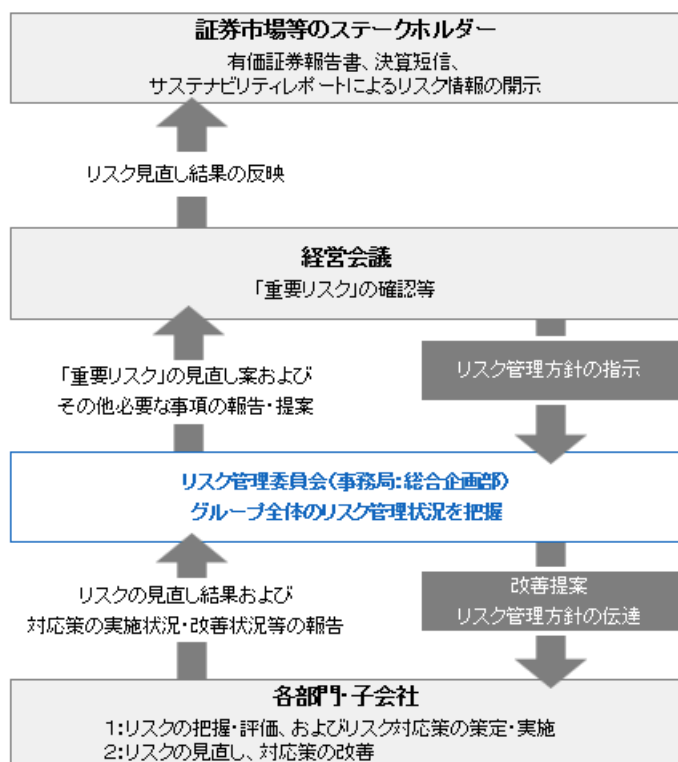 証券市場等のステークホルダー
有価証券報告書、決算短信、
サステナビリティレポートによるリスク情報の開示
リスク見直し結果の反映
経営会議
「重要リスク」の確認等
「重要リスク」の見直し案および
その他必要な事項の報告・提案
リスク管理方針の指示
リスク管理委員会(事務局:総合企画部)
グループ全体のリスク管理状況を把握
リスクの見直し結果および
対応策の実施状況・改善状況等の報告
改善提案
リスク管理方針の伝達
各部門・子会社
1:リスクの把握・評価、およびリスク対応策の策定・実施
2:リスクの見直し、対応策の改善